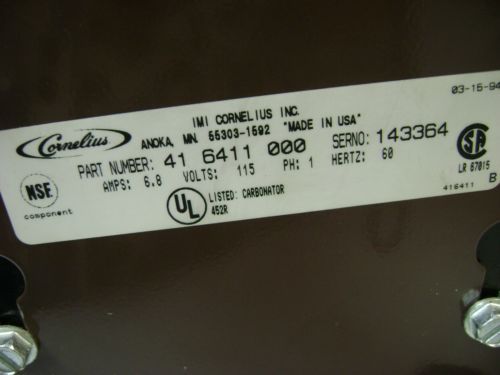 03-15-94
IMI CORNELIUS INC.
Cornelius
ANOKA, MN. 55303-1592 "MADE IN USA"
PART NUMBER: 41 6411 000 SERNO: 143364
AMPS: 6.8 VOLTS: 115 PH: 1 HERTZ: 60
NSF
component
UL
LISTED: CARBONATOR
452R
SA
LR 67015
416411 B